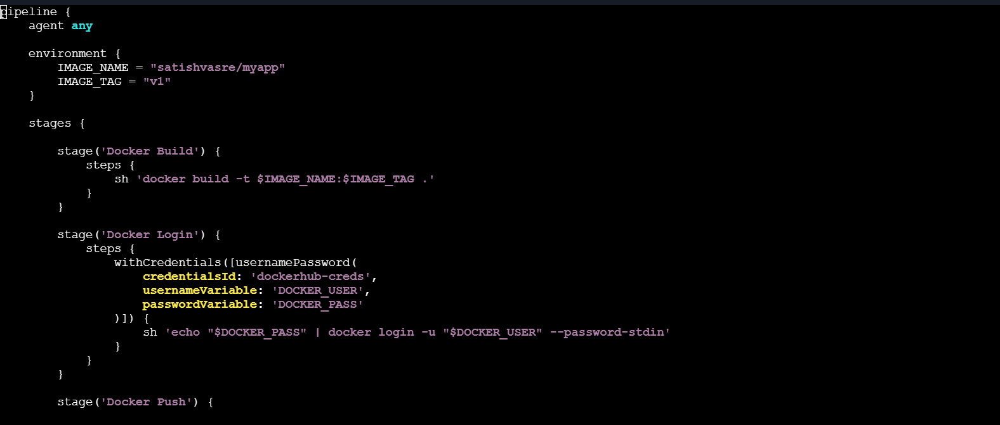 pipeline {
    agent any

    environment {
        IMAGE_NAME = "satishvasre/myapp"
        IMAGE_TAG = "v1"
    }

    stages {

        stage('Docker Build') {
            steps {
                sh 'docker build -t $IMAGE_NAME:$IMAGE_TAG .'
            }
        }

        stage('Docker Login') {
            steps {
                withCredentials([usernamePassword(
                    credentialsId: 'dockerhub-creds',
                    usernameVariable: 'DOCKER_USER',
                    passwordVariable: 'DOCKER_PASS'
                )]) {
                    sh 'echo "$DOCKER_PASS" | docker login -u "$DOCKER_USER" --password-stdin'
                }
            }
        }

        stage('Docker Push') {